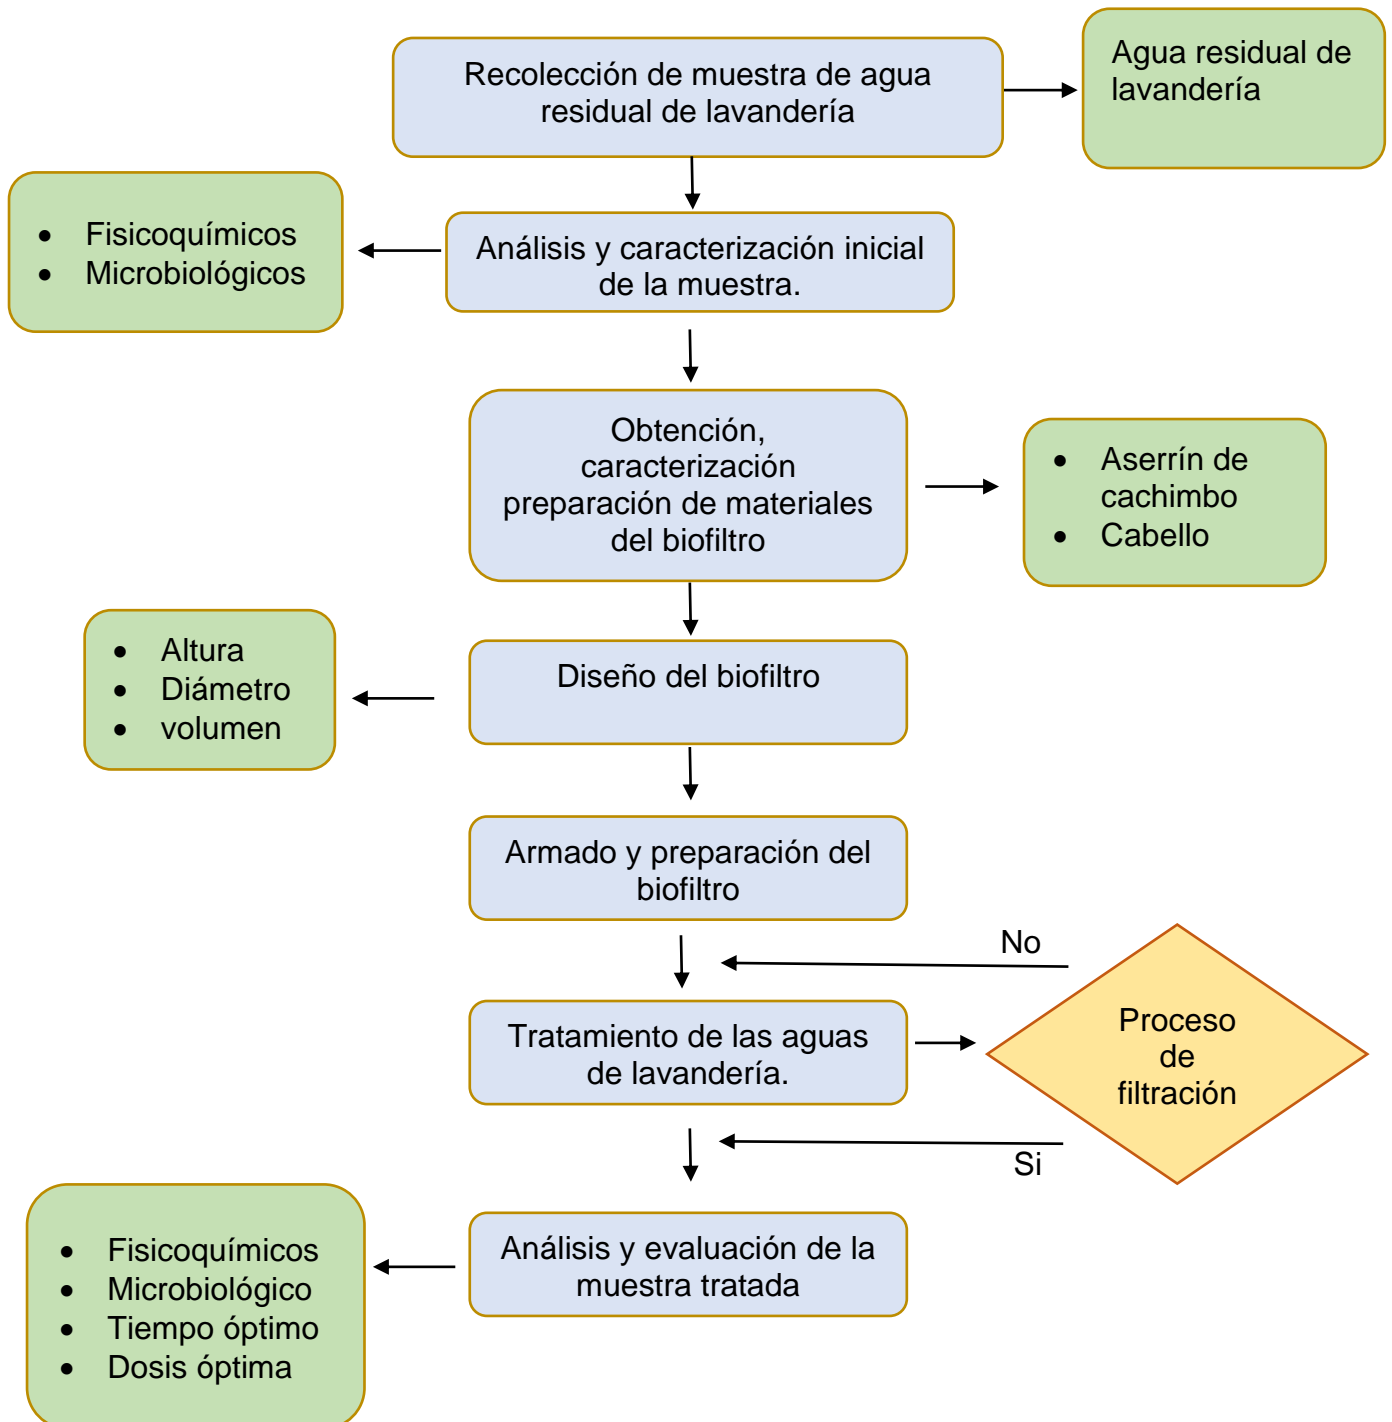 Recolección de muestra de agua
residual de lavandería
Agua residual de
lavandería
• Fisicoquímicos
• Microbiológicos
Análisis y caracterización inicial
de la muestra.
Obtención,
caracterización
preparación de materiales
del biofiltro
• Aserrín de
cachimbo
• Cabello
• Altura
• Diámetro
• volumen
Diseño del biofiltro
Armado y preparación del
biofiltro
No
Tratamiento de las aguas
de lavandería.
Proceso
de
filtración
Si
• Fisicoquímicos
• Microbiológico
• Tiempo óptimo
• Dosis óptima
Análisis y evaluación de la
muestra tratada